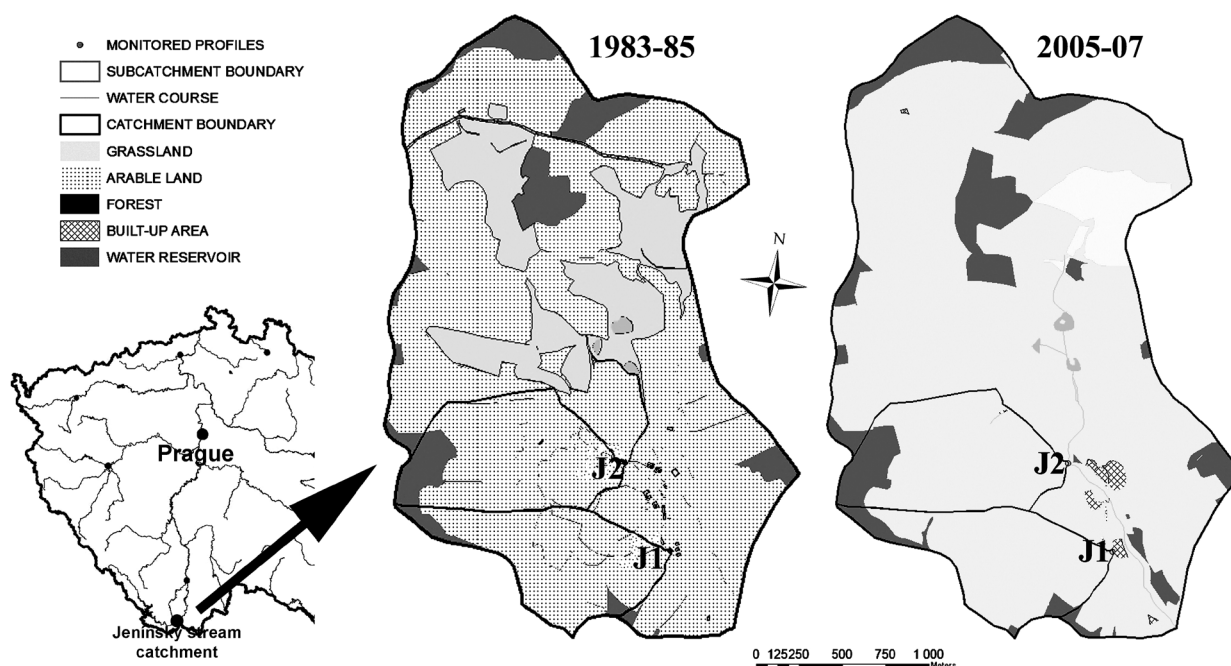 MONITORED PROFILES
SUBCATCHMENT BOUNDARY
WATER COURSE
CATCHMENT BOUNDARY
GRASSLAND
ARABLE LAND
FOREST
BUILT-UP AREA
WATER RESERVOIR
1983-85
2005-07
N
Prague
J2
J2
J1
J1
Jeninsky stream
catchment
0 125250 500 750 1 000
Meters